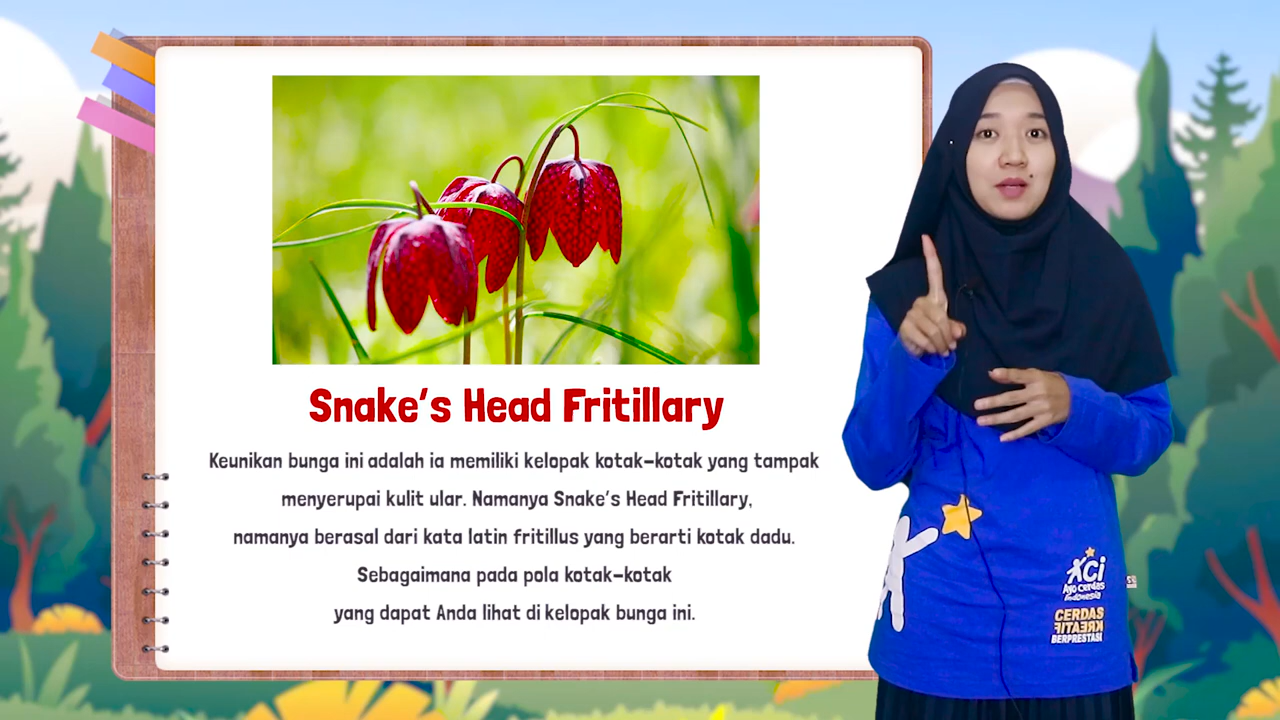 Snake's Head Fritillary
Keunikan bunga ini adalah ia memiliki kelopak kotak-kotak yang tampak
menyerupai kulit ular. Namanya Snake's Head Fritillary,
namanya berasal dari kata latin fritillus yang berarti kotak dadu.
Sebagaimana pada pola kotak-kotak
yang dapat Anda lihat di kelopak bunga ini.
ACI
Ayo Cerdas
Indonesia
CERDAS
KREATIF
BERPRESTASI